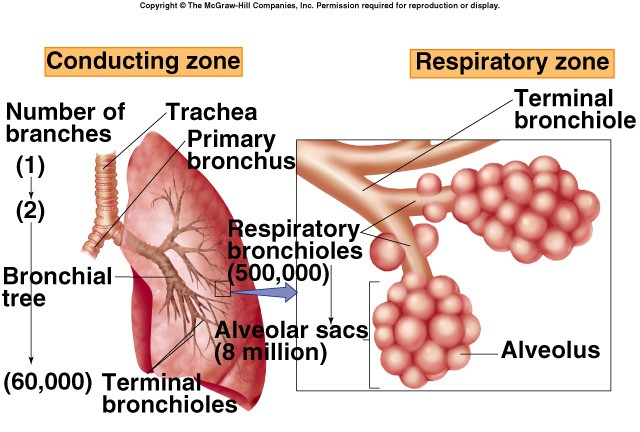 Copyright © The McGraw-Hill Companies, Inc. Permission required for reproduction or display.
Conducting zone
Respiratory zone
Number of
branches
(1)
(2)
(60,000)
Trachea
Primary
bronchus
Bronchial
tree
Terminal
bronchioles
Terminal
bronchiole
Respiratory
bronchioles
(500,000)
Alveolar sacs
(8 million)
Alveolus